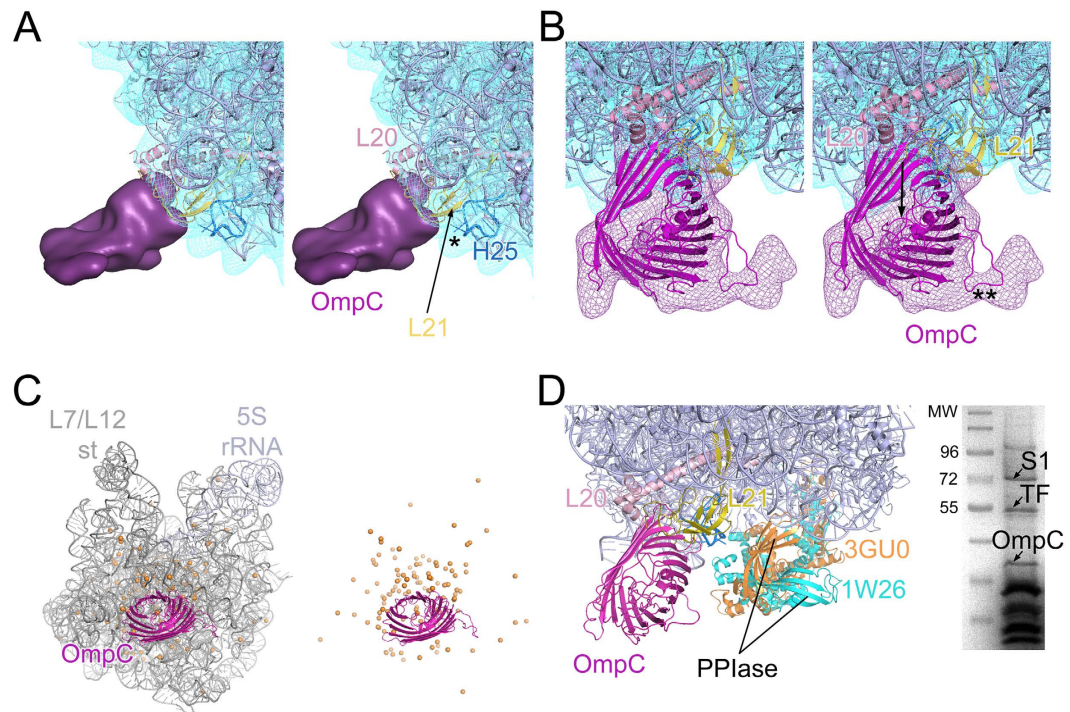 A
L20
*
H25
OmpC
L21
B
L20
L21
**
OmpC
C
L7/L12
st
5S
rRNA
OmpC
D
L20
L21
3GU0
1W26
OmpC
PPIase
MW
96
72
55
S1
TF
OmpC